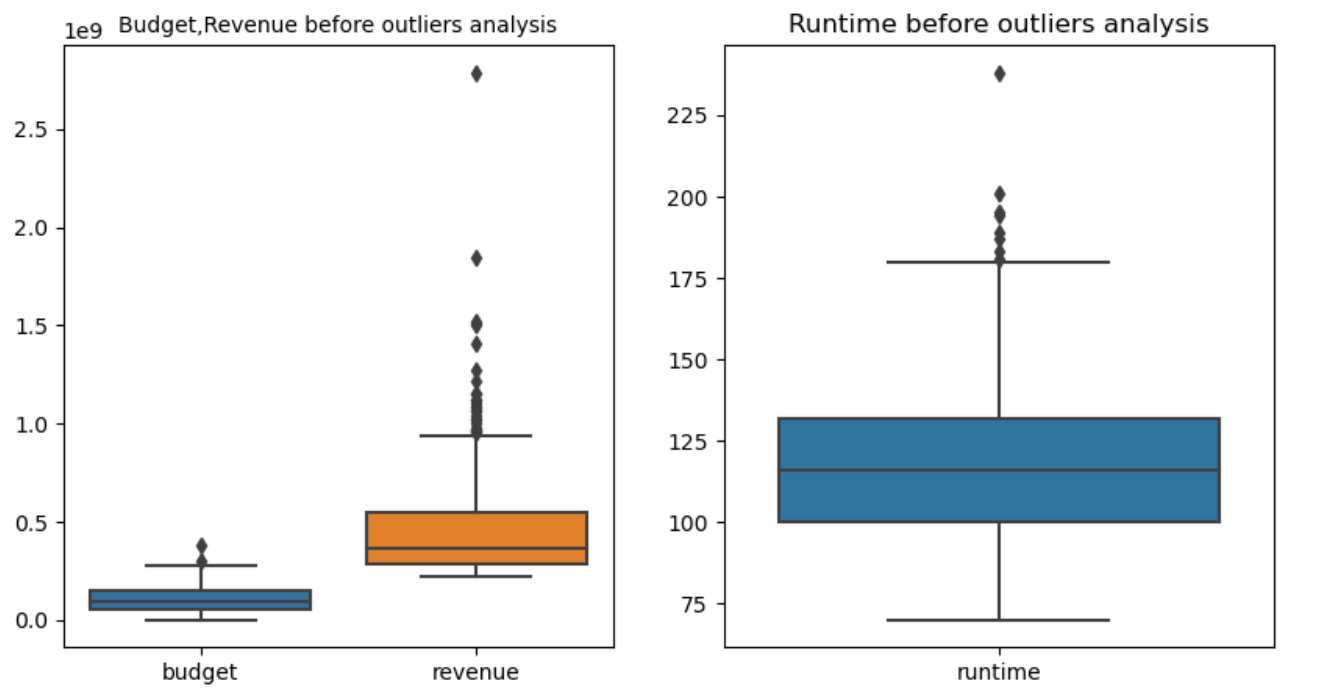 Budget,Revenue before outliers analysis
1e9
2.5
2.0
1.5
1.0
0.5
0.0
budget revenue
Runtime before outliers analysis
225
200
175
150
125
100
75
runtime